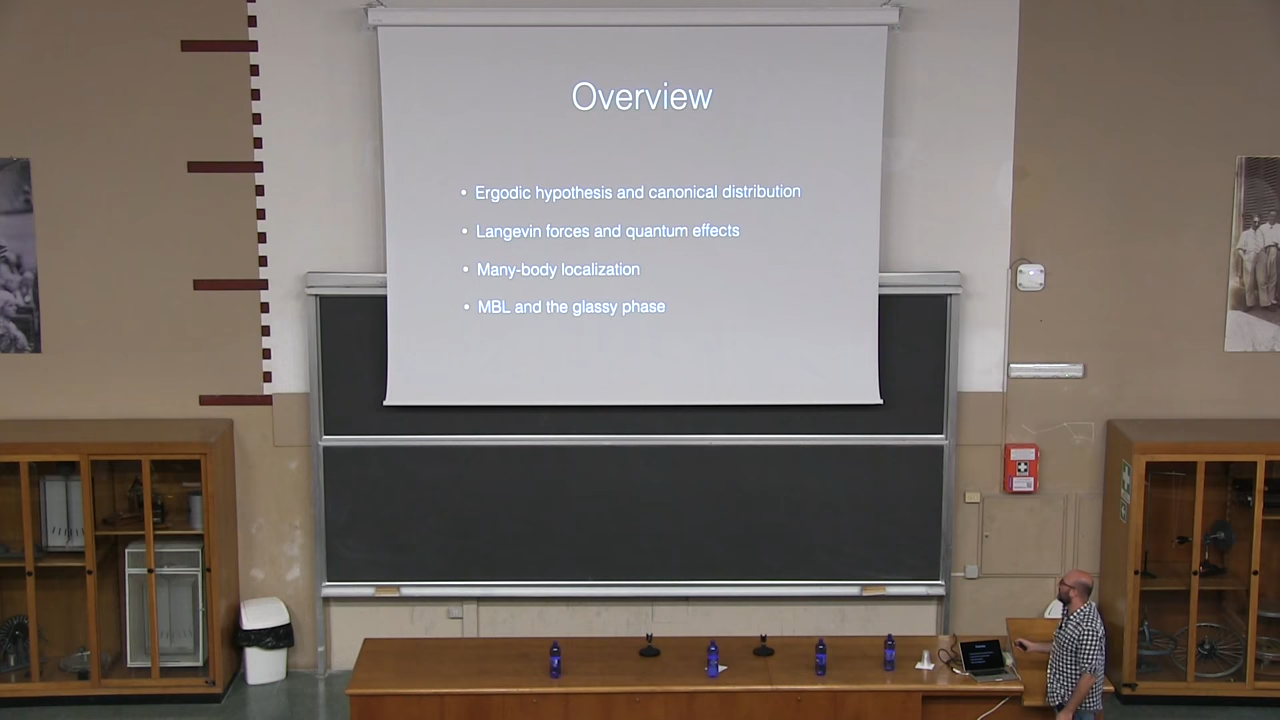 Overview
• Ergodic hypothesis and canonical distribution
• Langevin forces and quantum effects
• Many-body localization
• MBL and the glassy phase